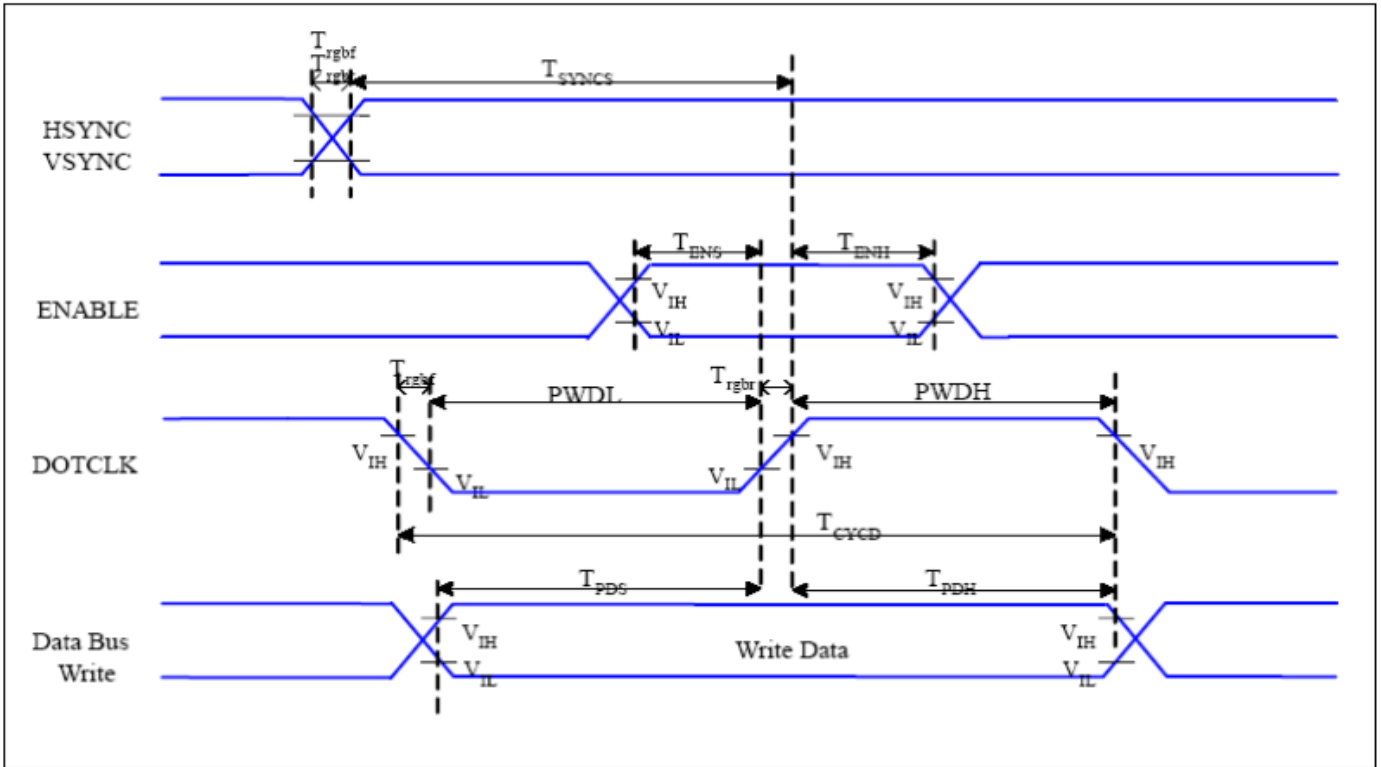 Trgbf
Trgbr
TSYNCS
HSYNC
VSYNC
TENS
TENH
ENABLE
VIH
VIH
VIL
VIL
Trgbf
PWDL
Trgbr
PWDH
DOTCLK
VIH
VIL
VIL
VIH
VIH
TCYCD
TPDS
TPDH
Data Bus
Write
VIH
VIL
Write Data
VIH
VIL